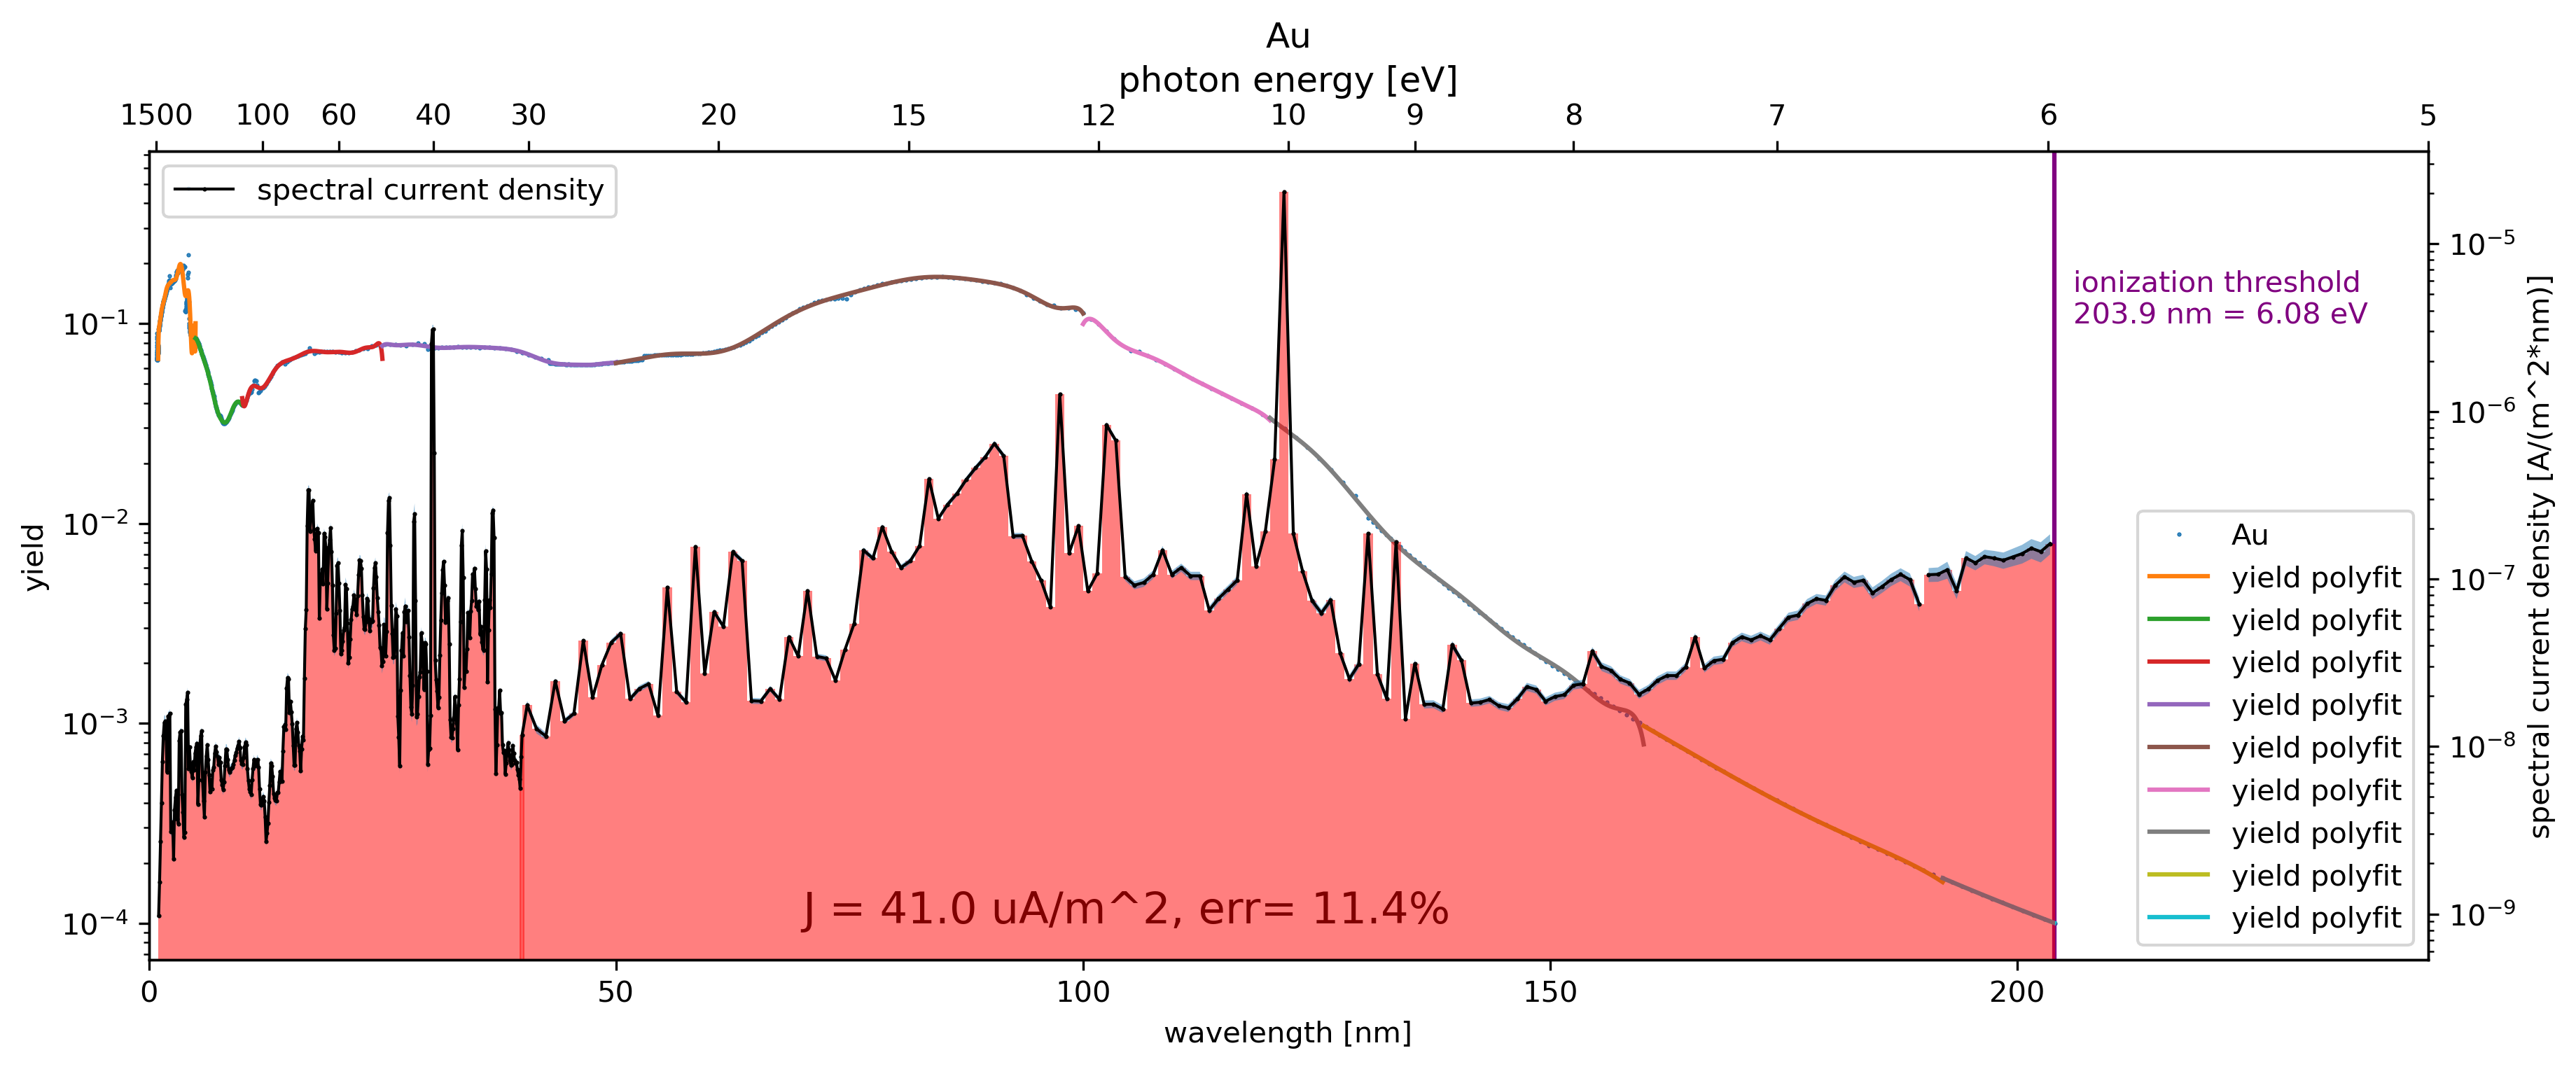 Au
photon energy [eV]
1500 100 60 40 30 20 15 12 10 9 8 7 6 5
spectral current density
yield
10⁻¹
10⁻²
10⁻³
10⁻⁴
ionization threshold
203.9 nm = 6.08 eV
10⁻⁵
10⁻⁶
10⁻⁷
10⁻⁸
10⁻⁹
spectral current density [A/(m^2*nm)]
Au
yield polyfit
yield polyfit
yield polyfit
yield polyfit
yield polyfit
yield polyfit
yield polyfit
yield polyfit
yield polyfit
J = 41.0 uA/m^2, err= 11.4%
0 50 100 150 200
wavelength [nm]